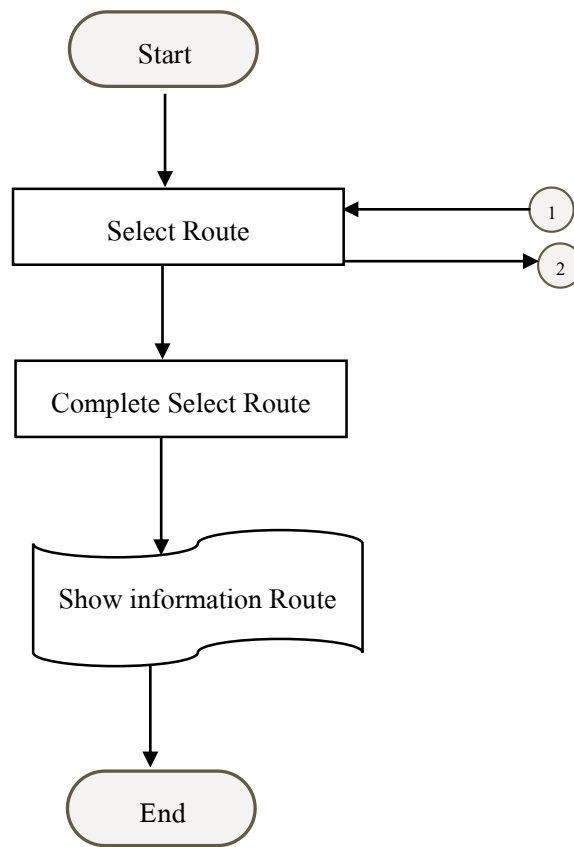 Start
Select Route
1
2
Complete Select Route
Show information Route
End